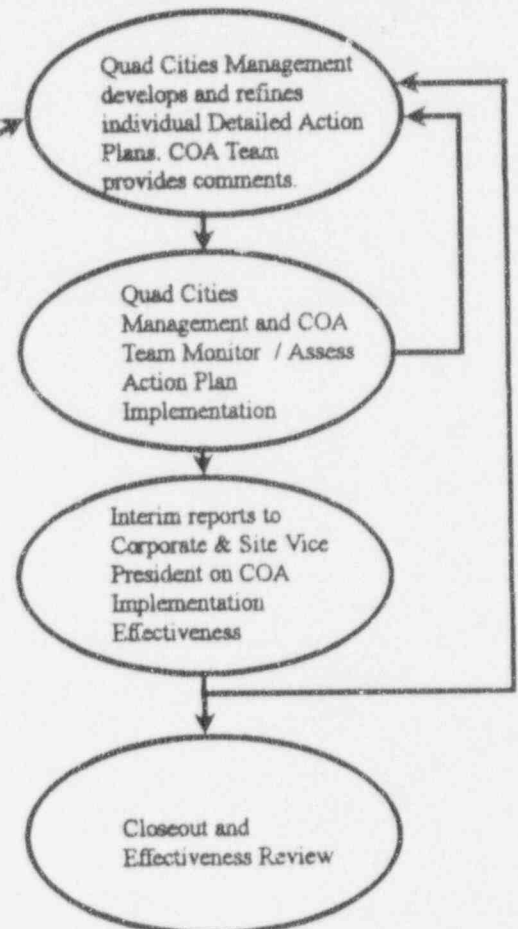 Quad Cities Management
develops and refines
individual Detailed Action
Plans. COA Team
provides comments.
Quad Cities
Management and COA
Team Monitor / Assess
Action Plan
Implementation
Interim reports to
Corporate & Site Vice
President on COA
Implementation
Effectiveness
Closeout and
Effectiveness Review